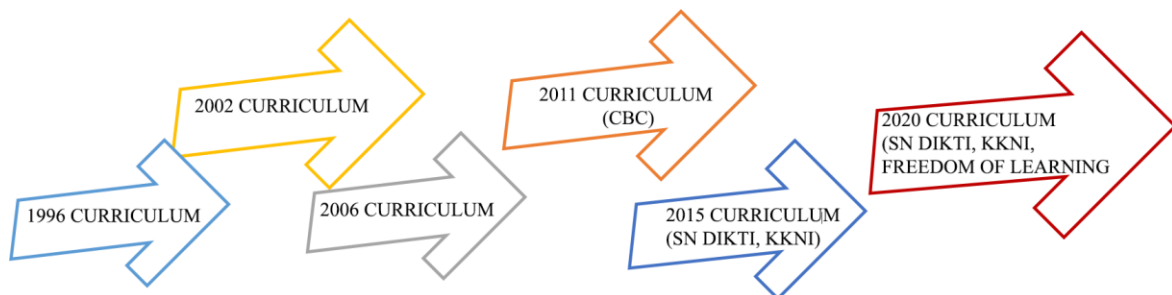 1996 CURRICULUM
2002 CURRICULUM
2006 CURRICULUM
2011 CURRICULUM
(CBC)
2015 CURRICULUM
(SN DIKTI, KKNI)
2020 CURRICULUM
(SN DIKTI, KKNI,
FREEDOM OF LEARNING